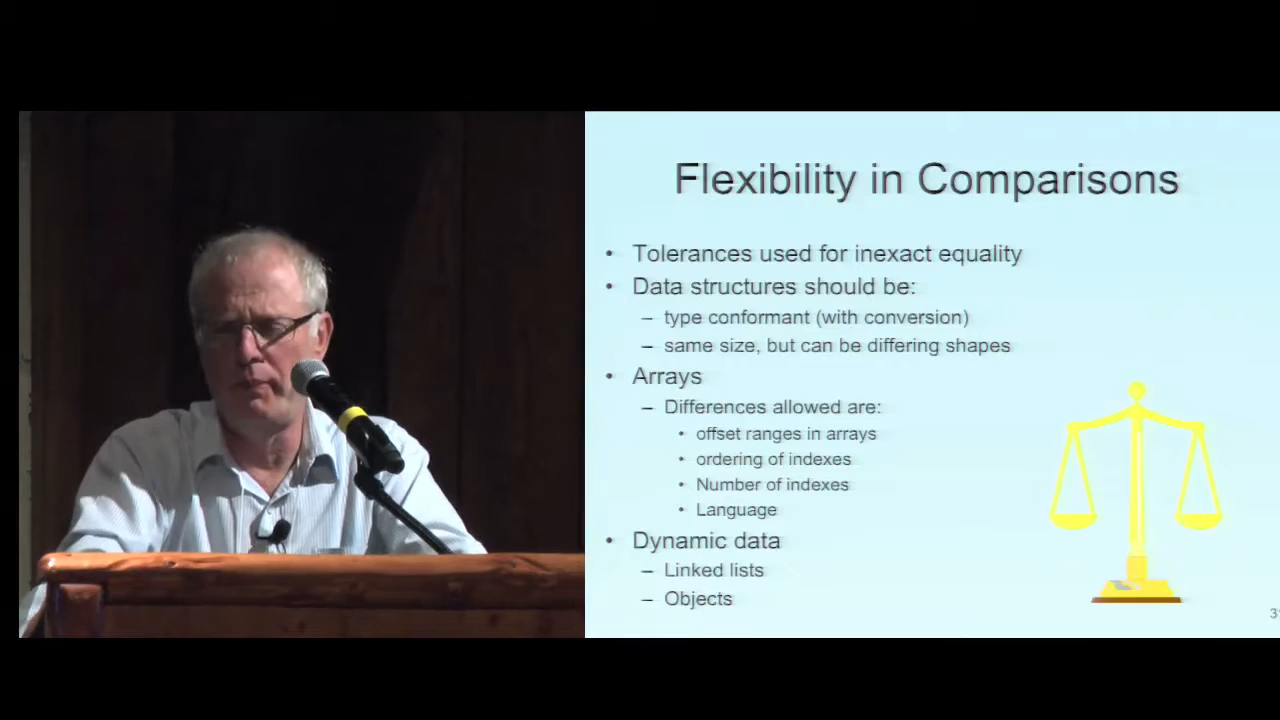 Flexibility in Comparisons
• Tolerances used for inexact equality
• Data structures should be:
– type conformant (with conversion)
– same size, but can be differing shapes
• Arrays
– Differences allowed are:
• offset ranges in arrays
• ordering of indexes
• Number of indexes
• Language
• Dynamic data
– Linked lists
– Objects